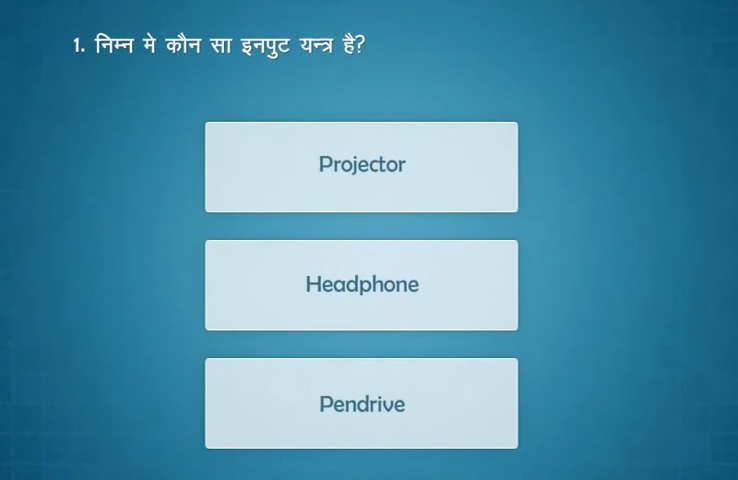 1. निम्न मे कौन सा इनपुट यन्त्र है?
Projector
Headphone
Pendrive